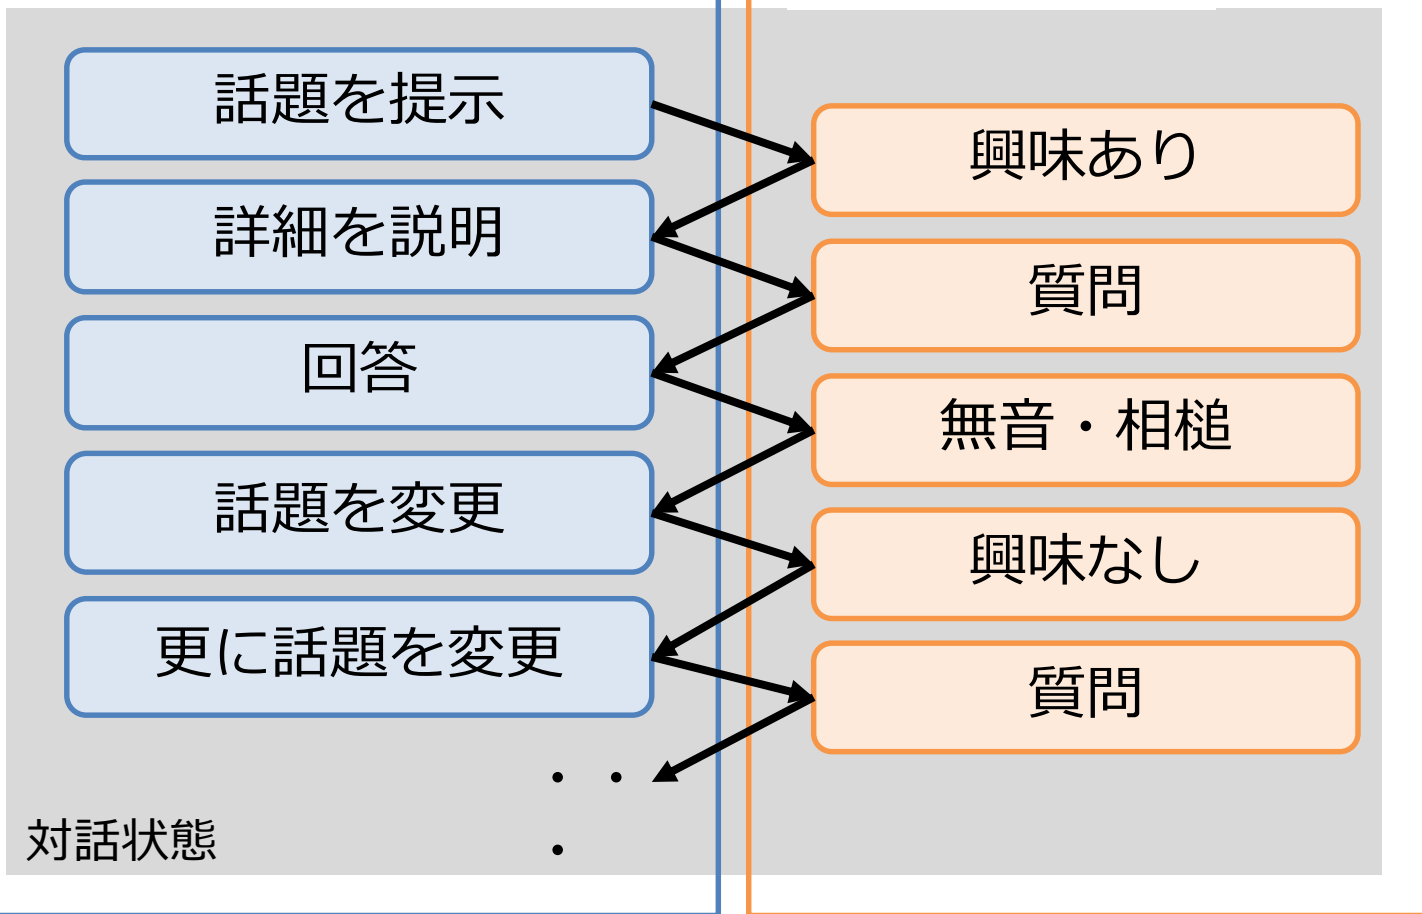 話題を提示
興味あり
詳細を説明
質問
回答
無音・相槌
話題を変更
興味なし
更に話題を変更
質問
・・
・
対話状態